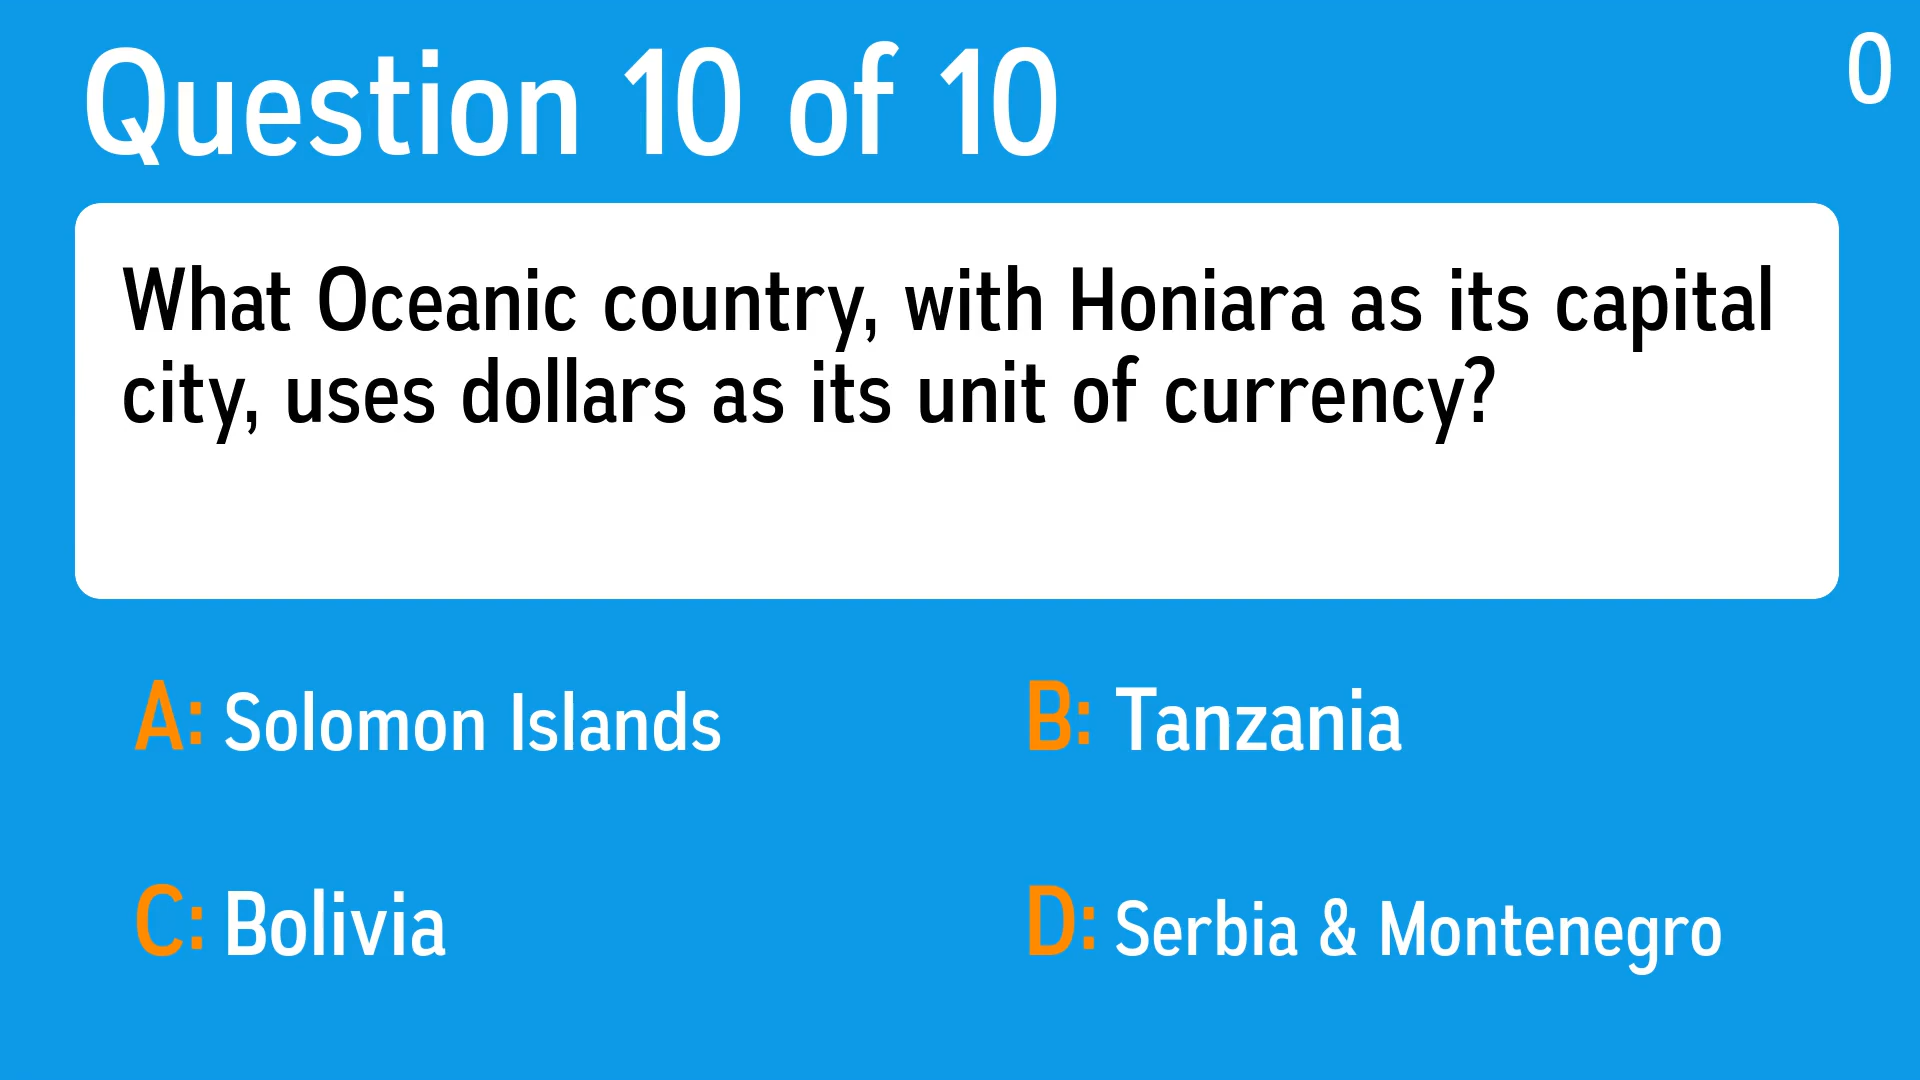 Question 10 of 10
0
What Oceanic country, with Honiara as its capital
city, uses dollars as its unit of currency?
A: Solomon Islands
B: Tanzania
C: Bolivia
D: Serbia & Montenegro